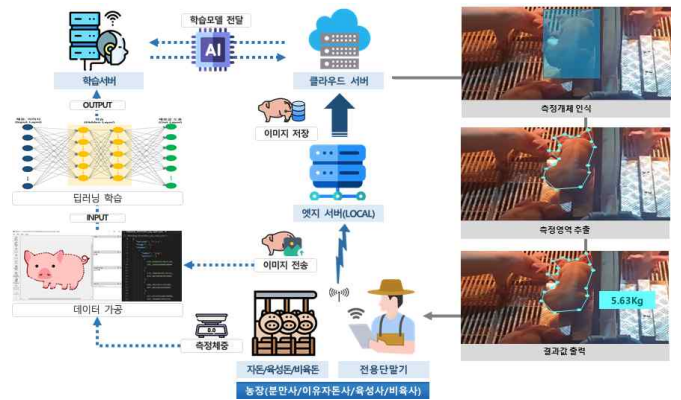 학습모델 전달
AI
학습서버
클라우드 서버
OUTPUT
이미지 저장
측정개체 인식
딥러닝 학습
엣지 서버(LOCAL)
측정영역 추출
INPUT
이미지 전송
데이터 가공
0.0
측정체중
5.63Kg
자돈/육성돈/비육돈
전용단말기
결과값 출력
농장(분만사/이유자돈사/육성사/비육사)